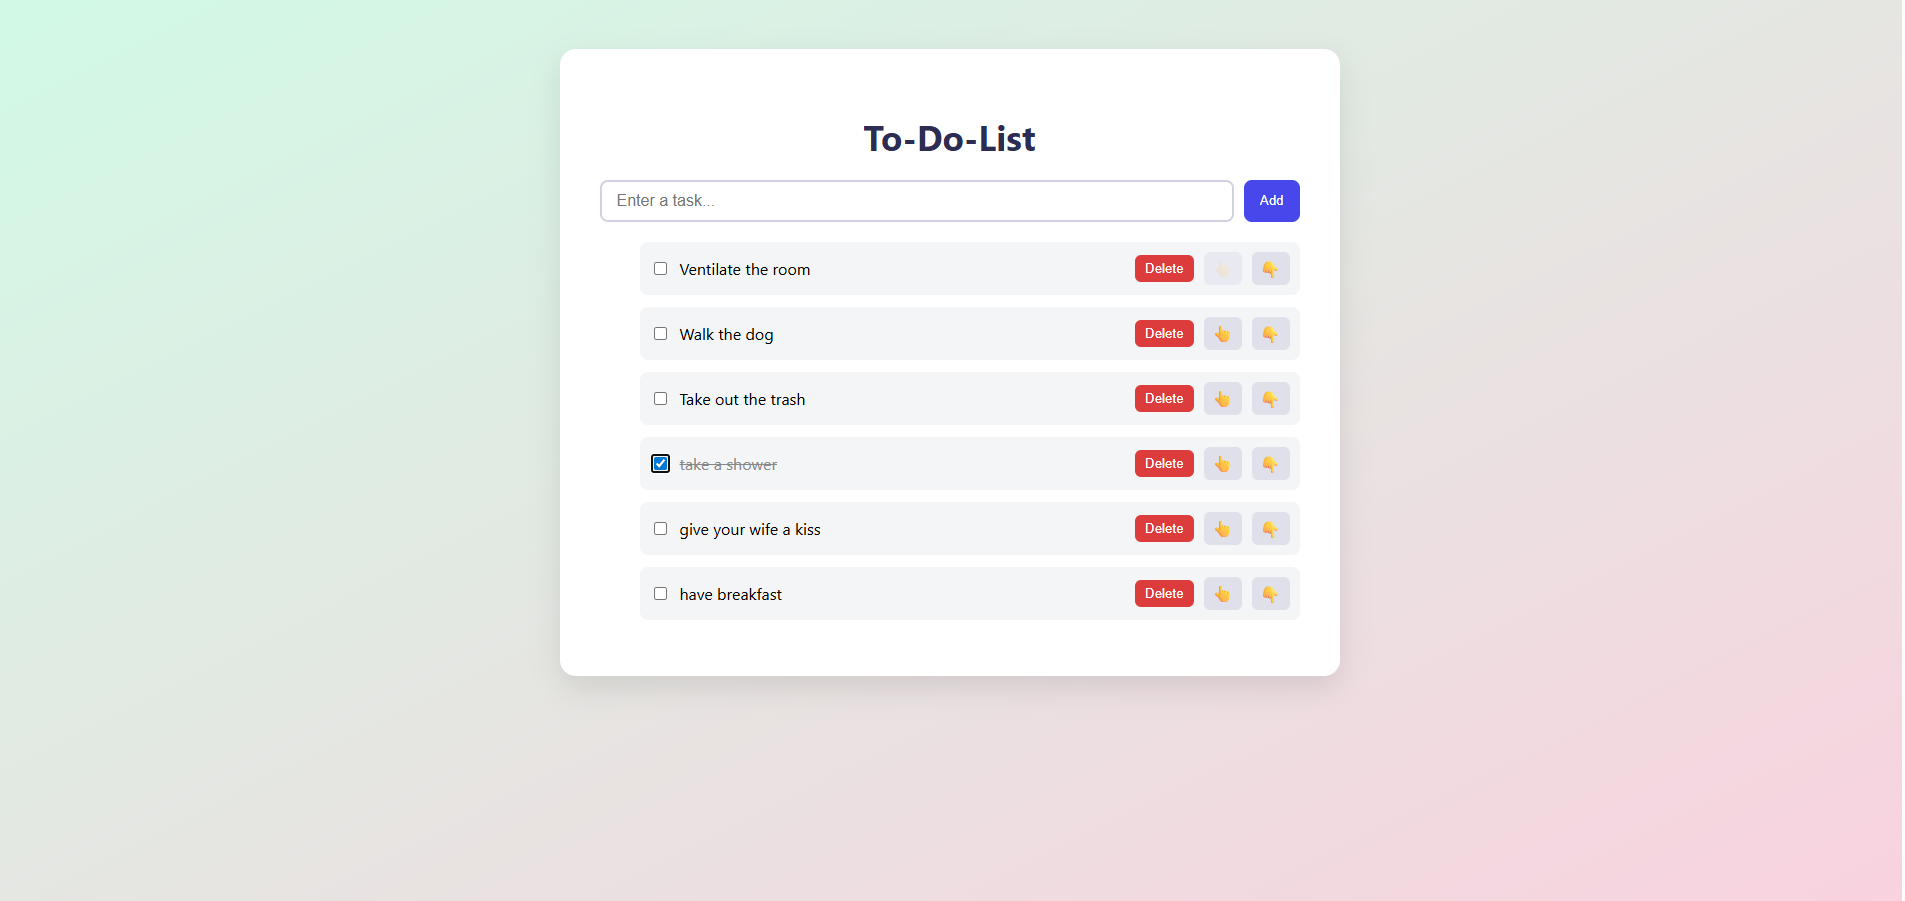 To-Do-List
Enter a task...
Add
Ventilate the room
Delete
Walk the dog
Delete
Take out the trash
Delete
take a shower
Delete
give your wife a kiss
Delete
have breakfast
Delete